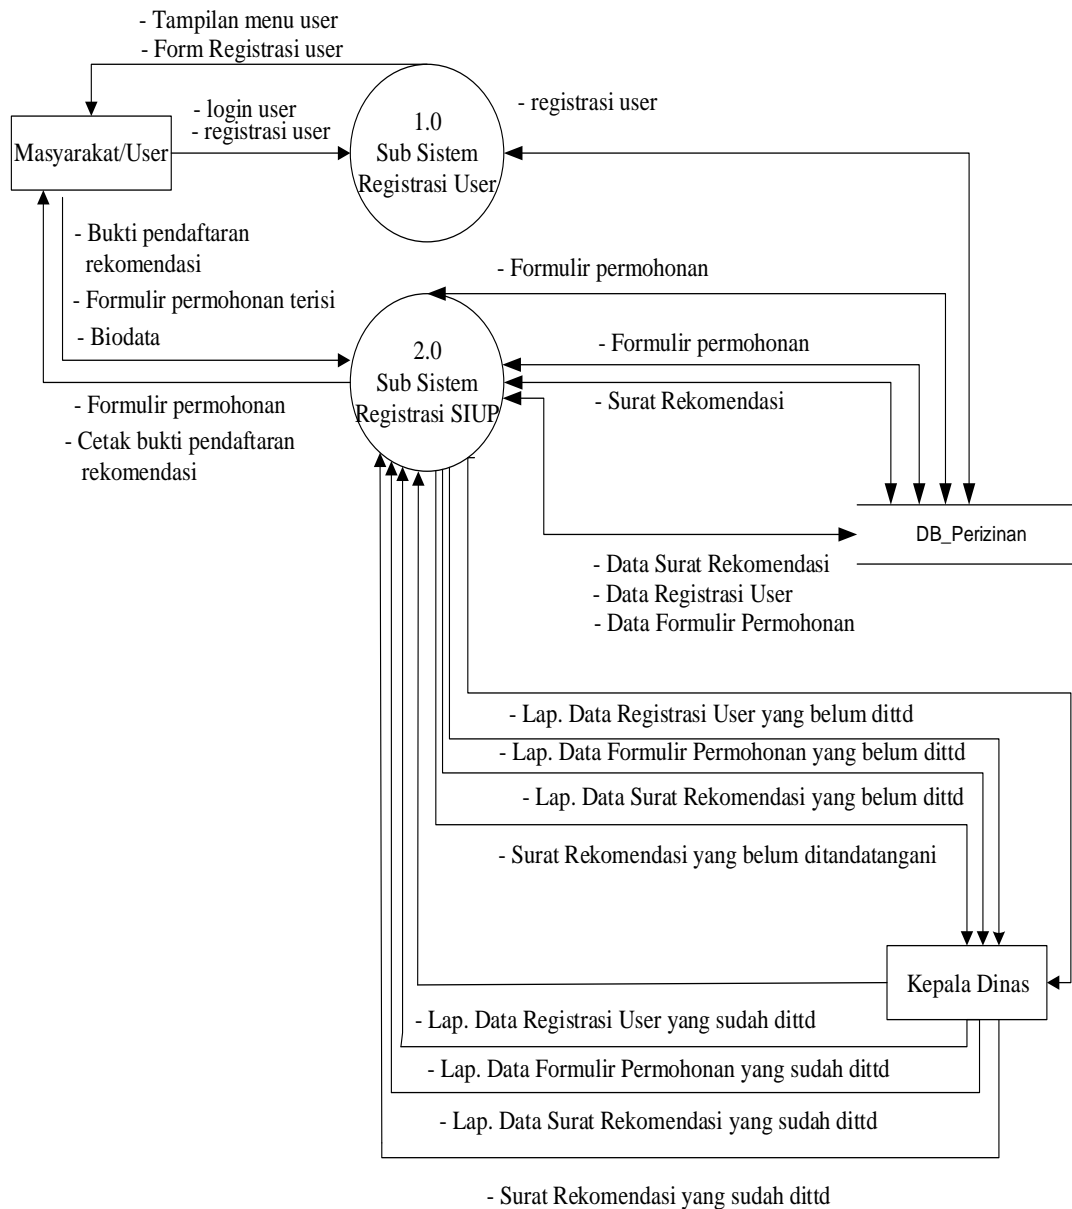 - Tampilan menu user
- Form Registrasi user
- login user
- registrasi user
- registrasi user
Masyarakat/User
1.0
Sub Sistem
Registrasi User
- Bukti pendaftaran
rekomendasi
- Formulir permohonan terisi
- Biodata
- Formulir permohonan
- Formulir permohonan
2.0
Sub Sistem
Registrasi SIUP
- Surat Rekomendasi
- Formulir permohonan
- Cetak bukti pendaftaran
rekomendasi
DB_Perizinan
- Data Surat Rekomendasi
- Data Registrasi User
- Data Formulir Permohonan
- Lap. Data Registrasi User yang belum dittd
- Lap. Data Formulir Permohonan yang belum dittd
- Lap. Data Surat Rekomendasi yang belum dittd
- Surat Rekomendasi yang belum ditandatangani
Kepala Dinas
- Lap. Data Registrasi User yang sudah dittd
- Lap. Data Formulir Permohonan yang sudah dittd
- Lap. Data Surat Rekomendasi yang sudah dittd
- Surat Rekomendasi yang sudah dittd